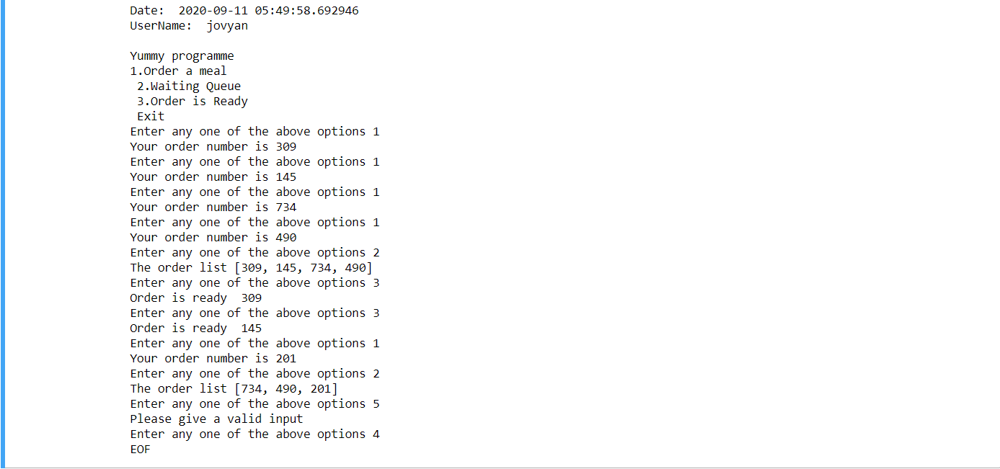 Date:  2020-09-11 05:49:58.692946
UserName:  jovyan

Yummy programme
1.Order a meal
 2.Waiting Queue
 3.Order is Ready
 Exit
Enter any one of the above options 1
Your order number is 309
Enter any one of the above options 1
Your order number is 145
Enter any one of the above options 1
Your order number is 734
Enter any one of the above options 1
Your order number is 490
Enter any one of the above options 2
The order list [309, 145, 734, 490]
Enter any one of the above options 3
Order is ready  309
Enter any one of the above options 3
Order is ready  145
Enter any one of the above options 1
Your order number is 201
Enter any one of the above options 2
The order list [734, 490, 201]
Enter any one of the above options 5
Please give a valid input
Enter any one of the above options 4
EOF